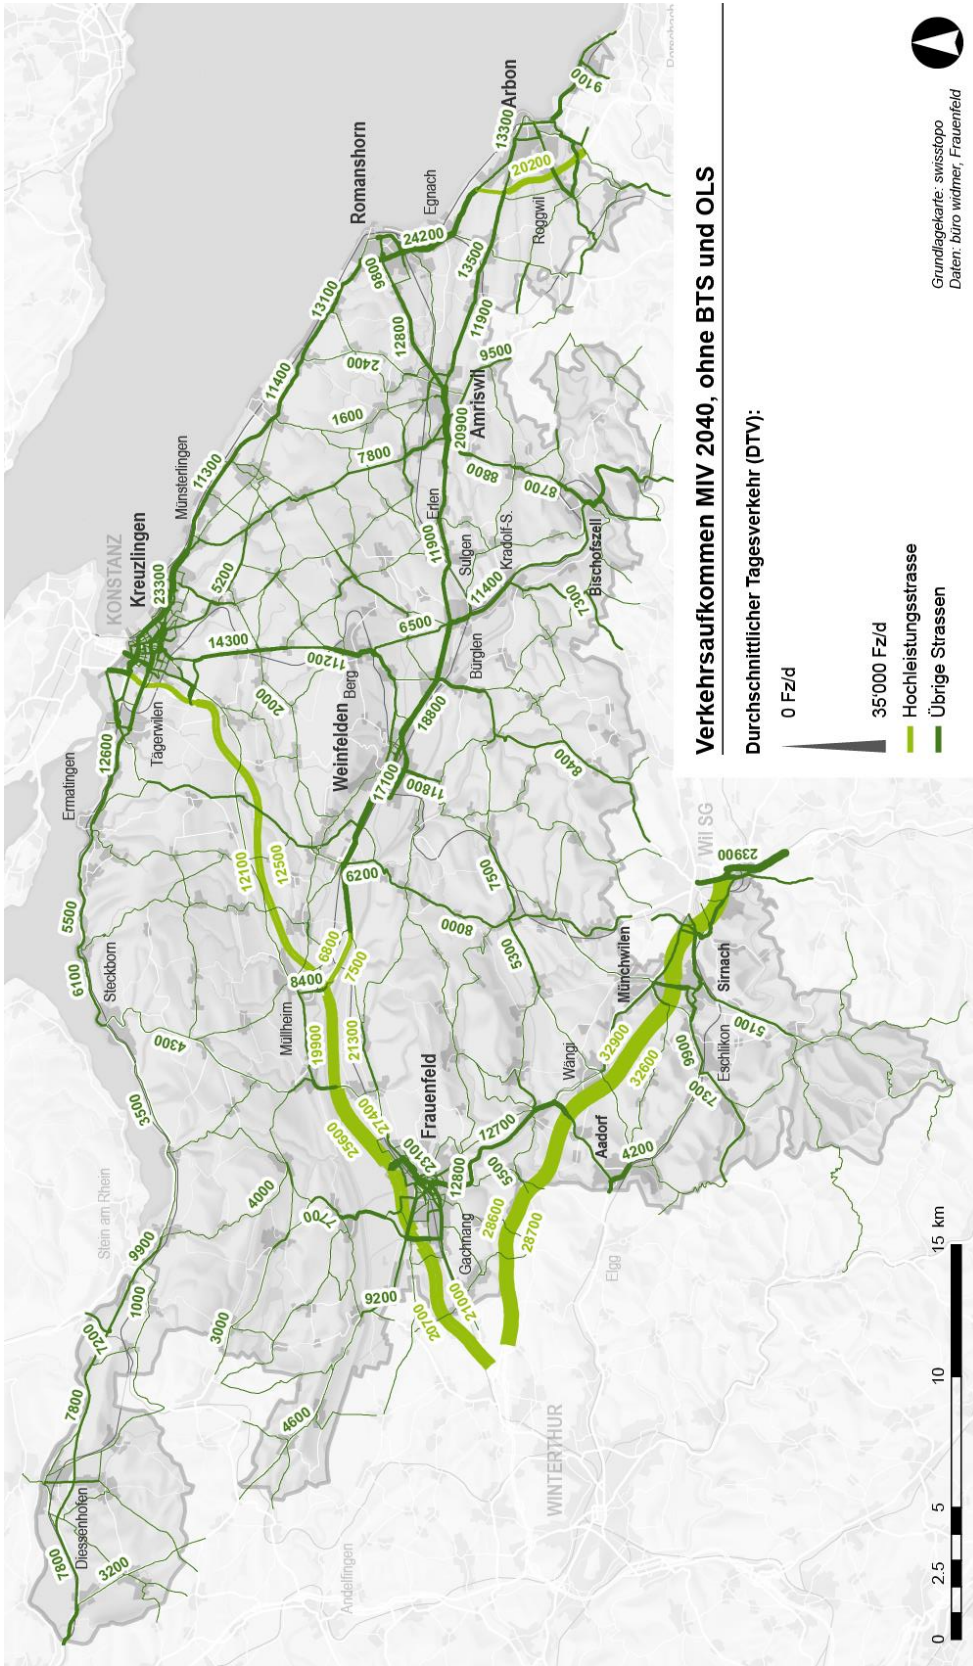 Verkehrsaufkommen MIV 2040, ohne BTS und OLS
Durchschnittlicher Tagesverkehr (DTV):
0 Fz/d
35'000 Fz/d
Hochleistungsstrasse
Übrige Strassen
Grundlagekarte: swisstopo
Daten: büro widmer, Frauenfeld
0
2.5
5
10
15 km
Diessenhofen
7800
3200
7800
7200
1000
9900
Stein am Rhein
3500
4300
6100
Steckborn
5500
Ermatingen
12600
Tägerwilen
KONSTANZ
Kreuzlingen
23300
Münsterlingen
11300
5200
14300
11200
2000
Berg
6500
11400
13100
Romanshorn
9800
12800
2400
1600
7800
24200
Egnach
13500
11900
13300
Arbon
20200
Roggwil
9100
Rorschach
9500
Amriswil
20900
8800
8700
Erlen
11900
Sulgen
Kradolf-S.
11400
Bischofszell
7300
Bürglen
18800
Weinfelden
17100
11800
8400
6200
12100
12500
6800
7500
8400
Müllheim
19900
21300
25600
27400
Frauenfeld
23100
12800
12700
5500
4000
7700
3000
4600
9200
Gachnang
20700
21000
28600
28700
Andelfingen
WINTERTHUR
Elgg
Aadorf
4200
Wängi
32900
32600
Münchwilen
Sirnach
Eschlikon
9900
7300
5100
8000
7500
5300
Wil SG
23900